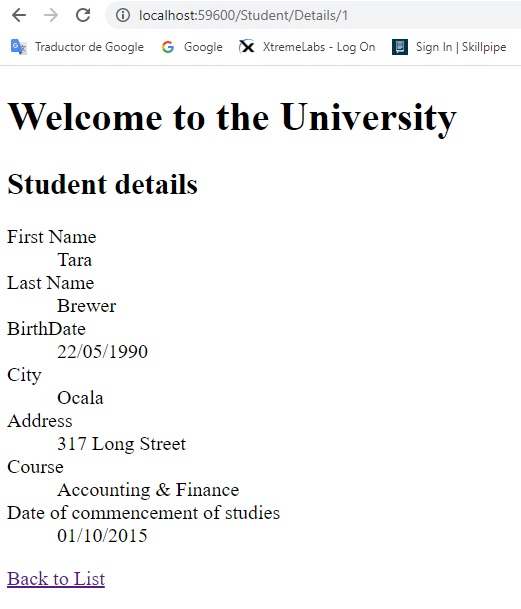 localhost:59600/Student/Details/1
Traductor de Google Google XtremeLabs - Log On Sign In | Skillpipe
Welcome to the University
Student details
First Name
Tara
Last Name
Brewer
BirthDate
22/05/1990
City
Ocala
Address
317 Long Street
Course
Accounting & Finance
Date of commencement of studies
01/10/2015
Back to List